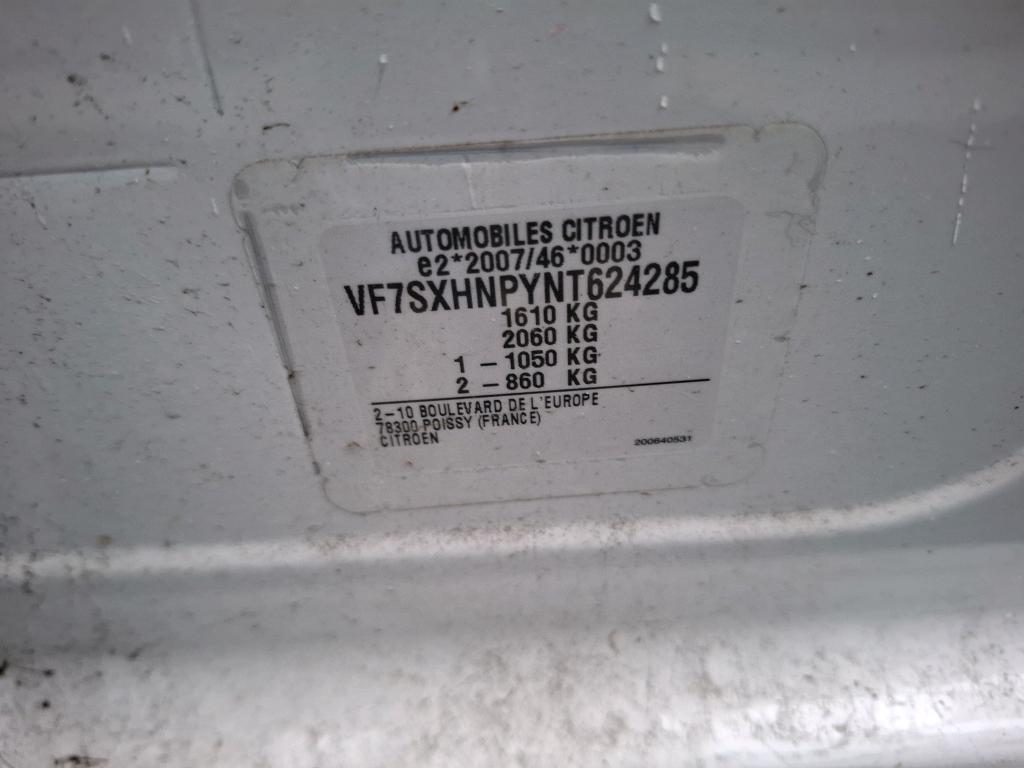 AUTOMOBILES CITROEN
e2*2007/46*0003
VF7SXHNPYNT624285
1610 KG
2060 KG
1 – 1050 KG
2 – 860 KG
2–10 BOULEVARD DE L'EUROPE
78300 POISSY (FRANCE)
CITROEN
200640531